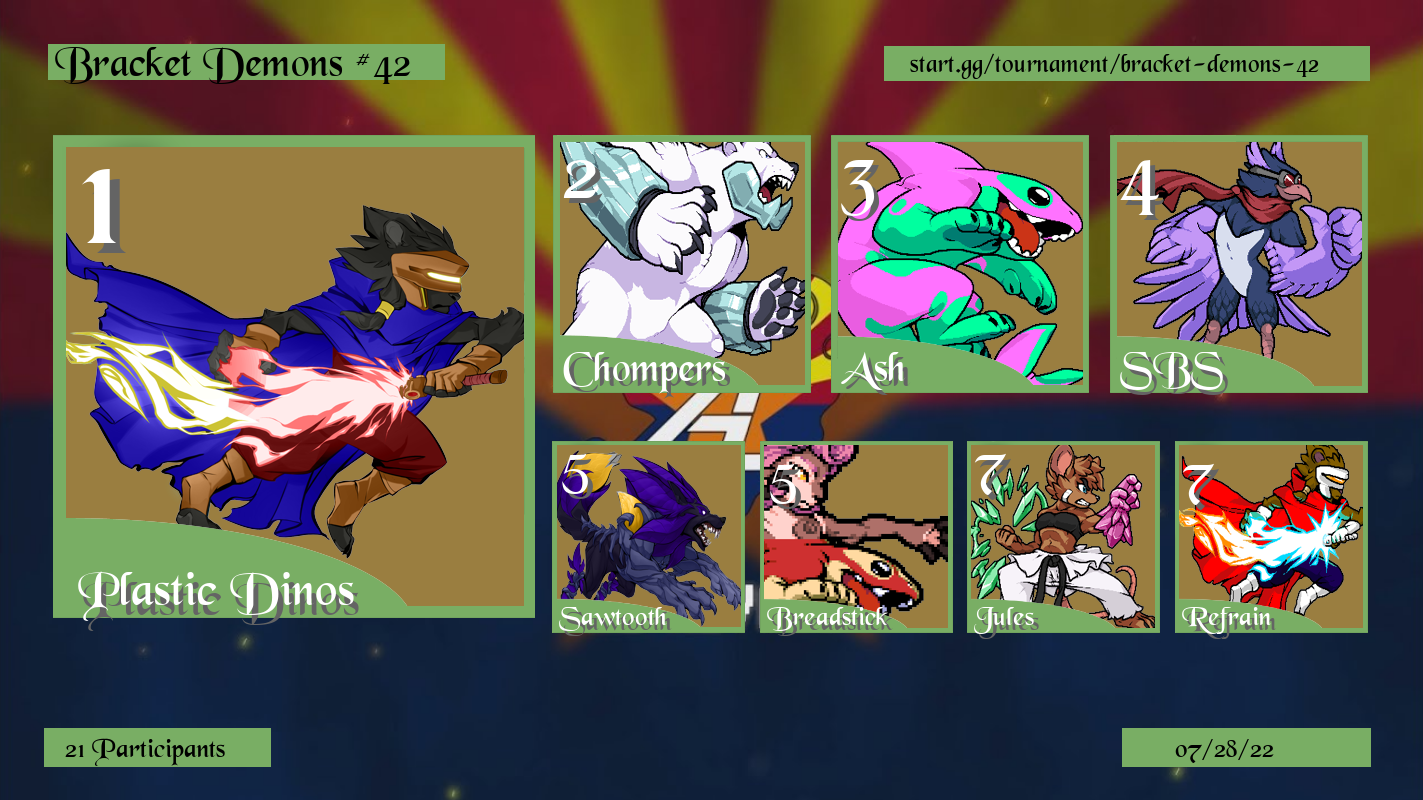 Bracket Demons #42
start.gg/tournament/bracket-demons-42
1
Plastic Dinos
2
Chompers
3
Ash
4
SBS
5
Sawtooth
5
Breadstick
7
Jules
7
Refrain
21 Participants
07/28/22